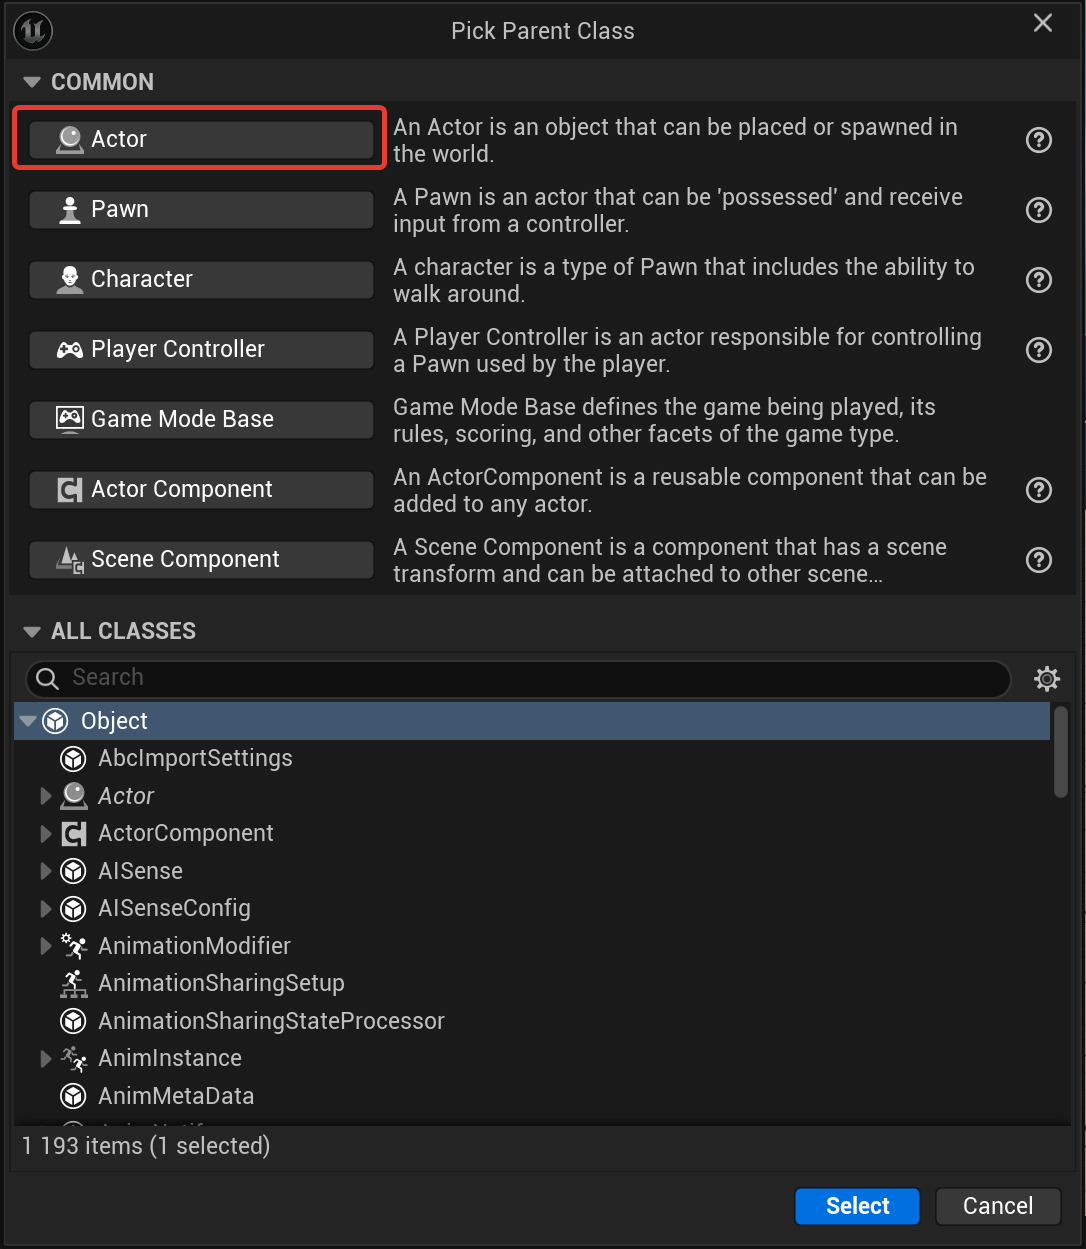 Pick Parent Class
COMMON
Actor
An Actor is an object that can be placed or spawned in
the world.
Pawn
A Pawn is an actor that can be 'possessed' and receive
input from a controller.
Character
A character is a type of Pawn that includes the ability to
walk around.
Player Controller
A Player Controller is an actor responsible for controlling
a Pawn used by the player.
Game Mode Base
Game Mode Base defines the game being played, its
rules, scoring, and other facets of the game type.
Actor Component
An ActorComponent is a reusable component that can be
added to any actor.
Scene Component
A Scene Component is a component that has a scene
transform and can be attached to other scene...
ALL CLASSES
Search
Object
AbcImportSettings
Actor
ActorComponent
AISense
AISenseConfig
AnimationModifier
AnimationSharingSetup
AnimationSharingStateProcessor
AnimInstance
AnimMetaData
1 193 items (1 selected)
Select
Cancel